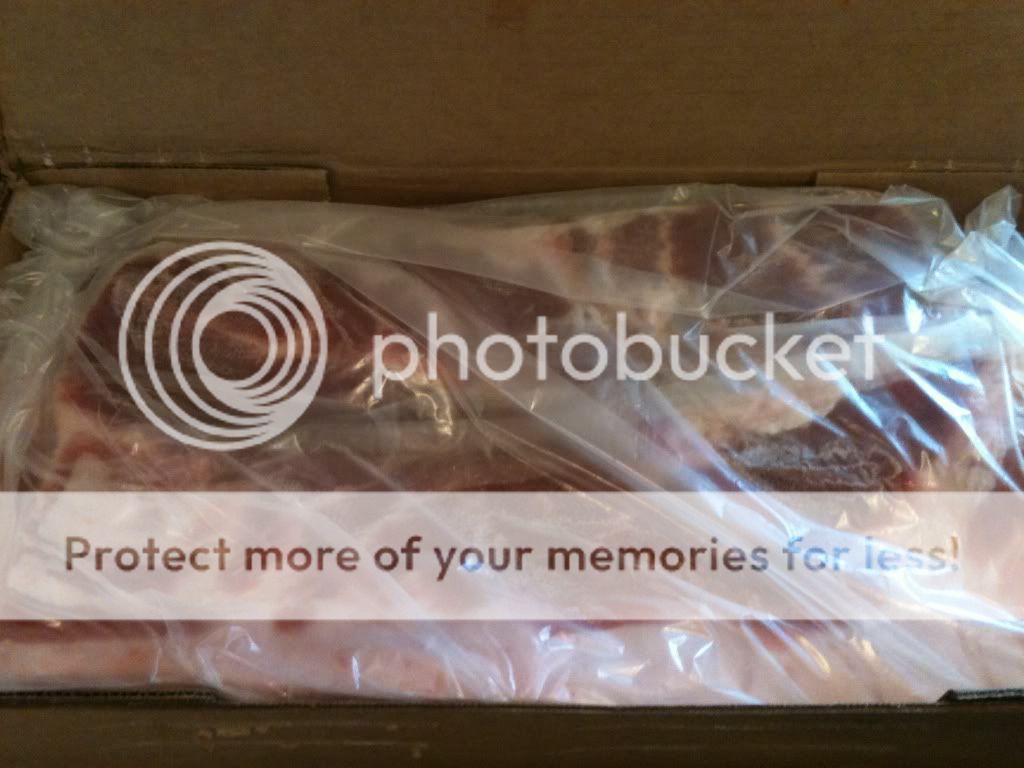 photobucket
Protect more of your memories for less!